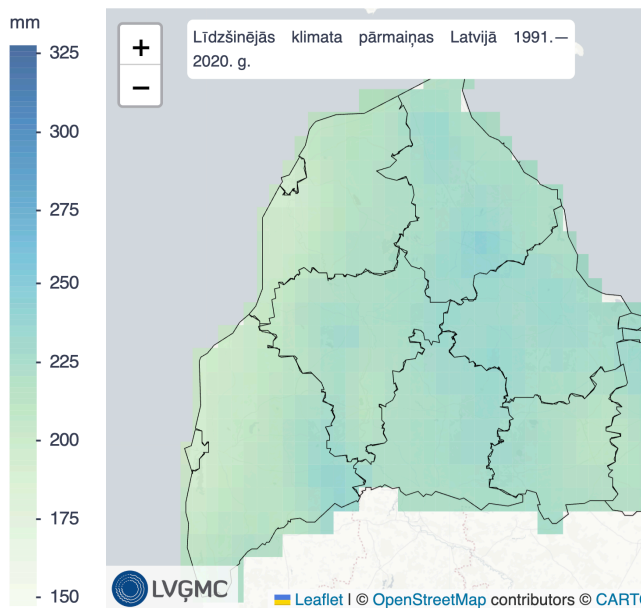 mm
325
300
275
250
225
200
175
150
+
−
Līdzšinējās klimata pārmaiņas Latvijā 1991.—
2020. g.
LVĢMC
Leaflet | © OpenStreetMap contributors © CARTO